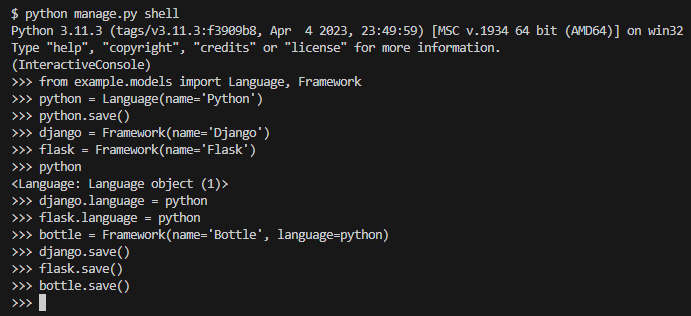 $ python manage.py shell
Python 3.11.3 (tags/v3.11.3:f3909b8, Apr  4 2023, 23:49:59) [MSC v.1934 64 bit (AMD64)] on win32
Type "help", "copyright", "credits" or "license" for more information.
(InteractiveConsole)
>>> from example.models import Language, Framework
>>> python = Language(name='Python')
>>> python.save()
>>> django = Framework(name='Django')
>>> flask = Framework(name='Flask')
>>> python
<Language: Language object (1)>
>>> django.language = python
>>> flask.language = python
>>> bottle = Framework(name='Bottle', language=python)
>>> django.save()
>>> flask.save()
>>> bottle.save()
>>>